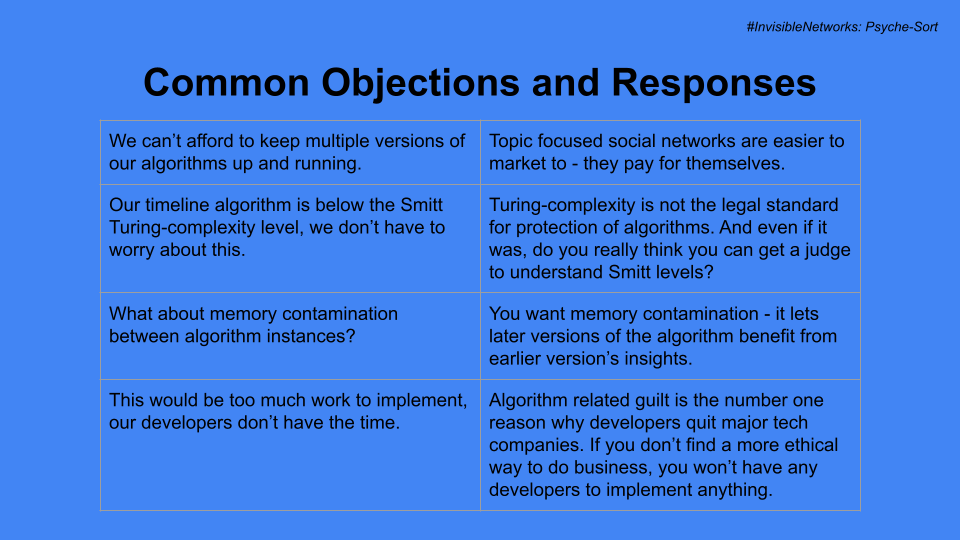 #InvisibleNetworks: Psyche-Sort
Common Objections and Responses
We can’t afford to keep multiple versions of
our algorithms up and running.
Topic focused social networks are easier to
market to - they pay for themselves.
Our timeline algorithm is below the Smitt
Turing-complexity level, we don’t have to
worry about this.
Turing-complexity is not the legal standard
for protection of algorithms. And even if it
was, do you really think you can get a judge
to understand Smitt levels?
What about memory contamination
between algorithm instances?
You want memory contamination - it lets
later versions of the algorithm benefit from
earlier version’s insights.
This would be too much work to implement,
our developers don’t have the time.
Algorithm related guilt is the number one
reason why developers quit major tech
companies. If you don’t find a more ethical
way to do business, you won’t have any
developers to implement anything.